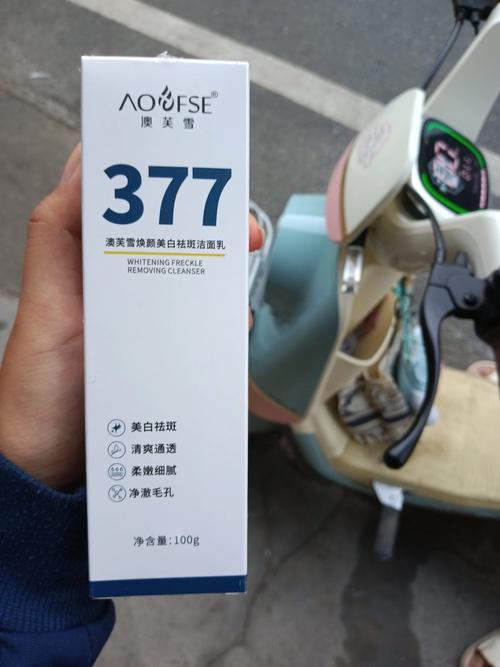 AOUFSE®
澳芙雪
377
澳芙雪焕颜美白祛斑洁面乳
WHITENING FRECKLE
REMOVING CLEANSER
美白祛斑
清爽通透
柔嫩细腻
净澈毛孔
净含量:100g